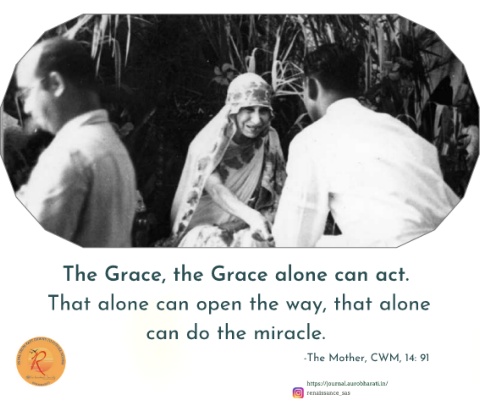 The Grace, the Grace alone can act.
That alone can open the way, that alone
can do the miracle.
-The Mother, CWM, 14: 91
R
https://journal.aurobharati.in/
renaissance_sas